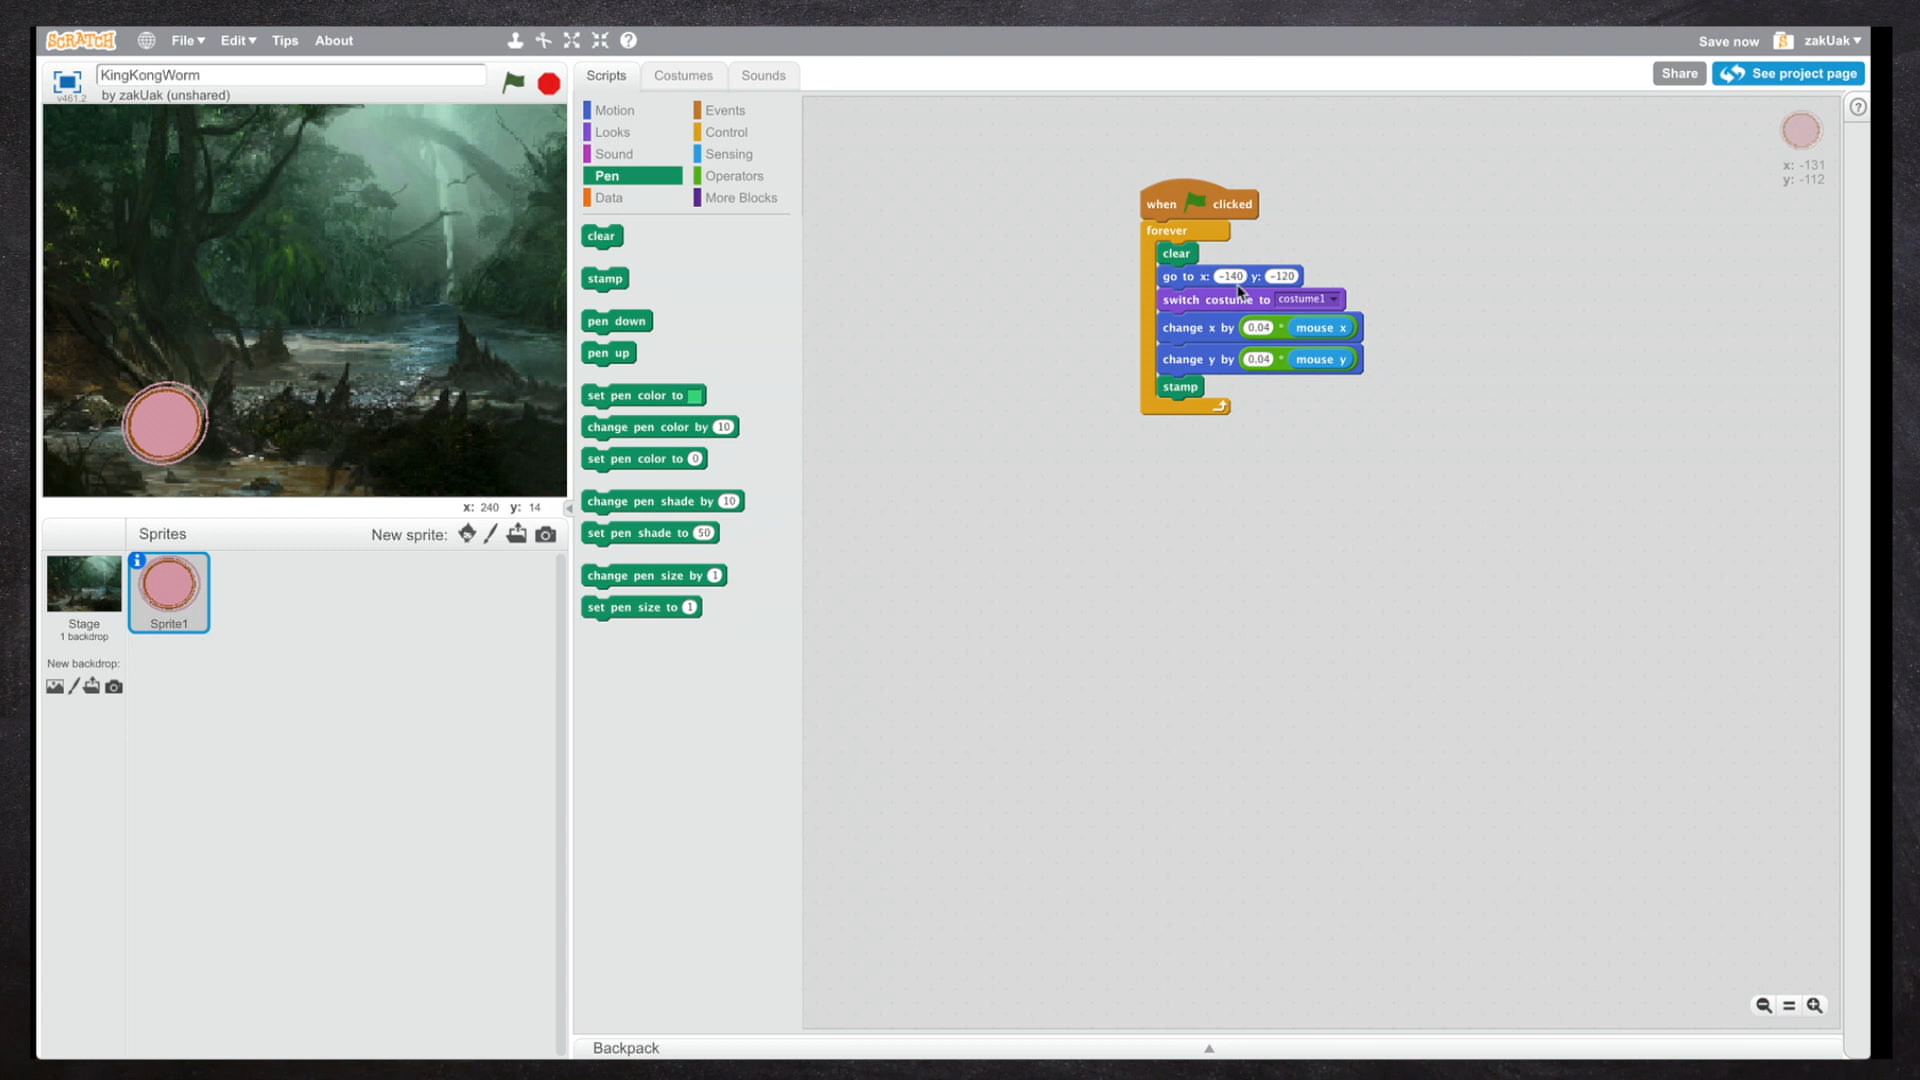 SCRATCH File▼ Edit▼ Tips About ? Save now S zakUak▼
v461.2 KingKongWorm
by zakUak (unshared)
Scripts Costumes Sounds
Share See project page
?
Motion Events
Looks Control
Sound Sensing
Pen Operators
Data More Blocks
clear
stamp
pen down
pen up
set pen color to
change pen color by 10
set pen color to 0
change pen shade by 10
set pen shade to 50
change pen size by 1
set pen size to 1
when clicked
forever
clear
go to x: -140 y: -120
switch costume to costume1
change x by 0.04 * mouse x
change y by 0.04 * mouse y
stamp
x: -131
y: -112
x: 240 y: 14
Sprites New sprite:
i
Stage
1 backdrop
Sprite1
New backdrop:
Backpack